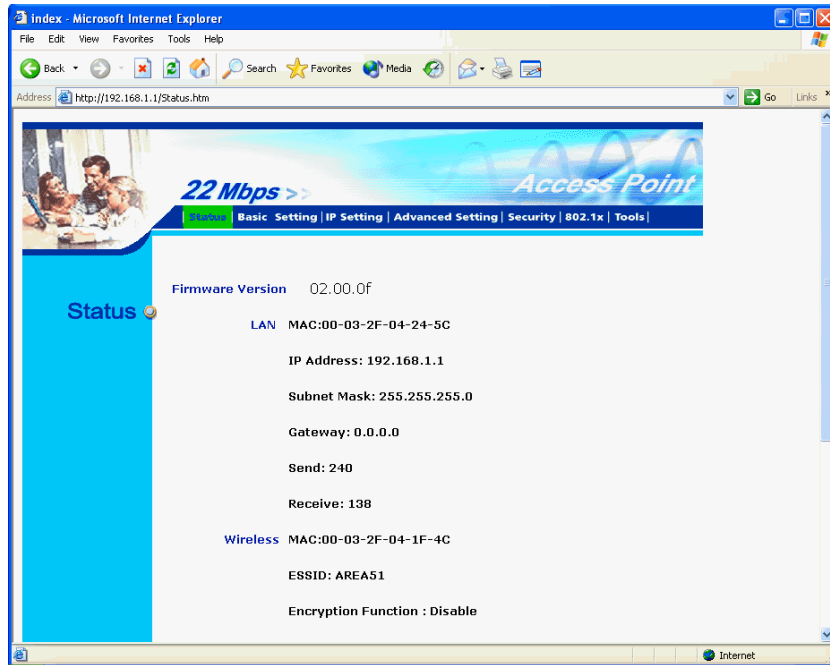 index - Microsoft Internet Explorer
File Edit View Favorites Tools Help
Back Search Favorites Media
Address http://192.168.1.1/Status.htm Go Links »
22 Mbps >>
Access Point
Status Basic Setting | IP Setting | Advanced Setting | Security | 802.1x | Tools |
Status
Firmware Version 02.00.0f
LAN MAC:00-03-2F-04-24-5C
IP Address: 192.168.1.1
Subnet Mask: 255.255.255.0
Gateway: 0.0.0.0
Send: 240
Receive: 138
Wireless MAC:00-03-2F-04-1F-4C
ESSID: AREA51
Encryption Function : Disable
Internet